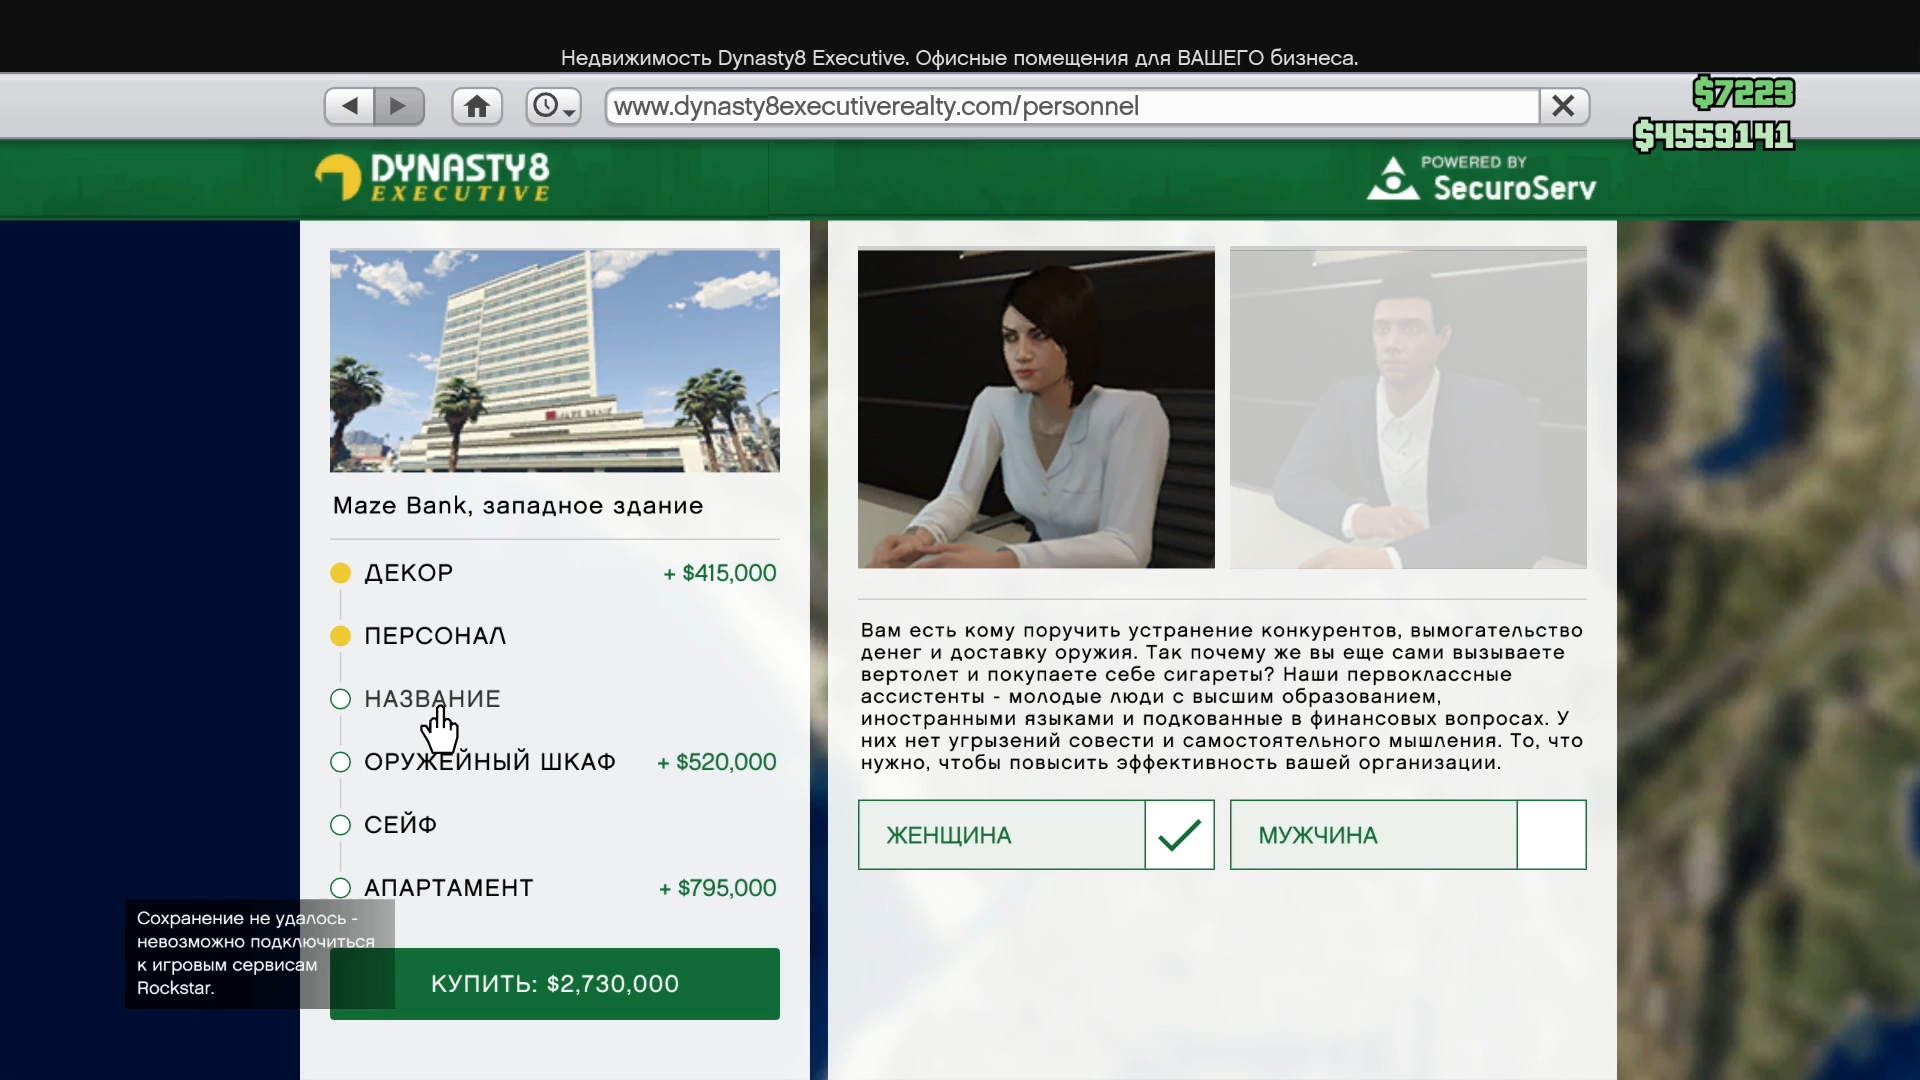 Недвижимость Dynasty8 Executive. Офисные помещения для ВАШЕГО бизнеса.
www.dynasty8executiverealty.com/personnel
$7223
$4559141
DYNASTY8
EXECUTIVE
POWERED BY
SecuroServ
MAZE BANK
Maze Bank, западное здание
ДЕКОР + $415,000
ПЕРСОНАЛ
НАЗВАНИЕ
ОРУЖЕЙНЫЙ ШКАФ + $520,000
СЕЙФ
АПАРТАМЕНТ + $795,000
КУПИТЬ: $2,730,000
Сохранение не удалось -
невозможно подключиться
к игровым сервисам
Rockstar.
Вам есть кому поручить устранение конкурентов, вымогательство
денег и доставку оружия. Так почему же вы еще сами вызываете
вертолет и покупаете себе сигареты? Наши первоклассные
ассистенты - молодые люди с высшим образованием,
иностранными языками и подкованные в финансовых вопросах. У
них нет угрызений совести и самостоятельного мышления. То, что
нужно, чтобы повысить эффективность вашей организации.
ЖЕНЩИНА
МУЖЧИНА